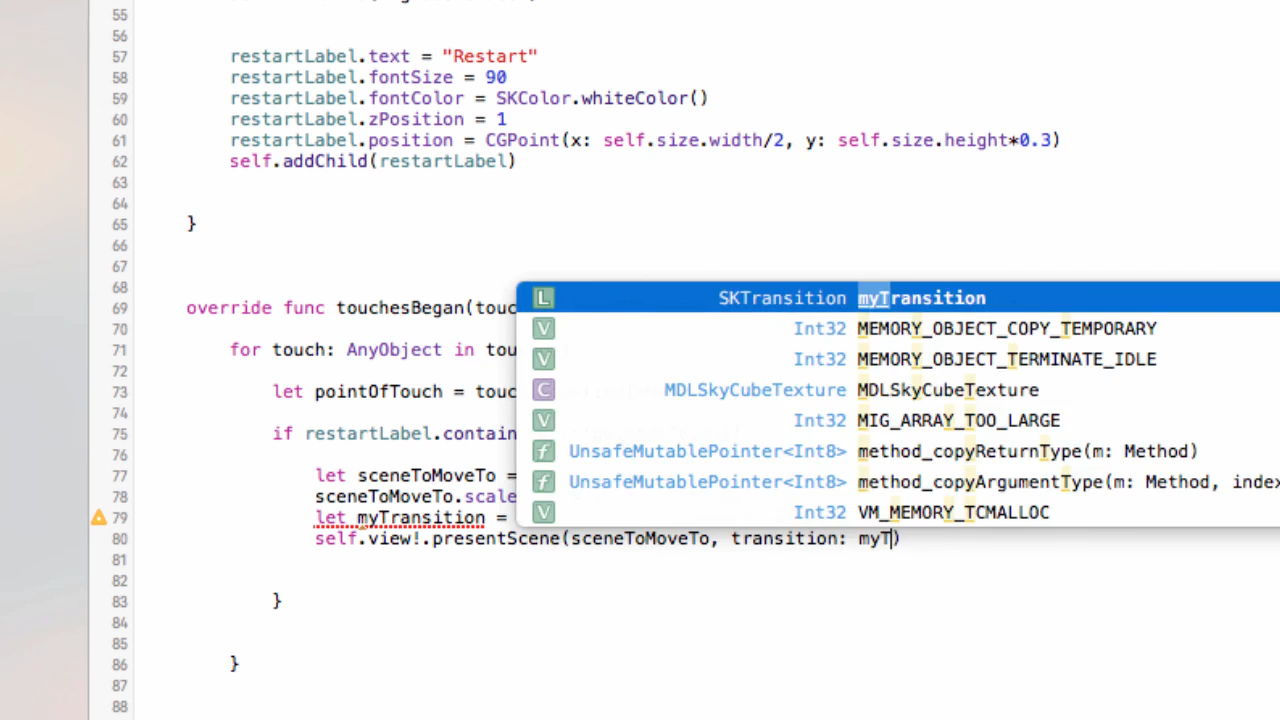 55
56
57 restartLabel.text = "Restart"
58 restartLabel.fontSize = 90
59 restartLabel.fontColor = SKColor.whiteColor()
60 restartLabel.zPosition = 1
61 restartLabel.position = CGPoint(x: self.size.width/2, y: self.size.height*0.3)
62 self.addChild(restartLabel)
63
64
65 }
66
67
68
L SKTransition myTransition
69 override func touchesBegan(touc
V Int32 MEMORY_OBJECT_COPY_TEMPORARY
70
71 for touch: AnyObject in tou
V Int32 MEMORY_OBJECT_TERMINATE_IDLE
72
73 let pointOfTouch = touc
C MDLSkyCubeTexture MDLSkyCubeTexture
74
V Int32 MIG_ARRAY_TOO_LARGE
75 if restartLabel.contain
f UnsafeMutablePointer<Int8> method_copyReturnType(m: Method)
76
77 let sceneToMoveTo =
f UnsafeMutablePointer<Int8> method_copyArgumentType(m: Method, index
78 sceneToMoveTo.scale
79 let myTransition =
V Int32 VM_MEMORY_TCMALLOC
80 self.view!.presentScene(sceneToMoveTo, transition: myT)
81
82
83 }
84
85
86 }
87
88